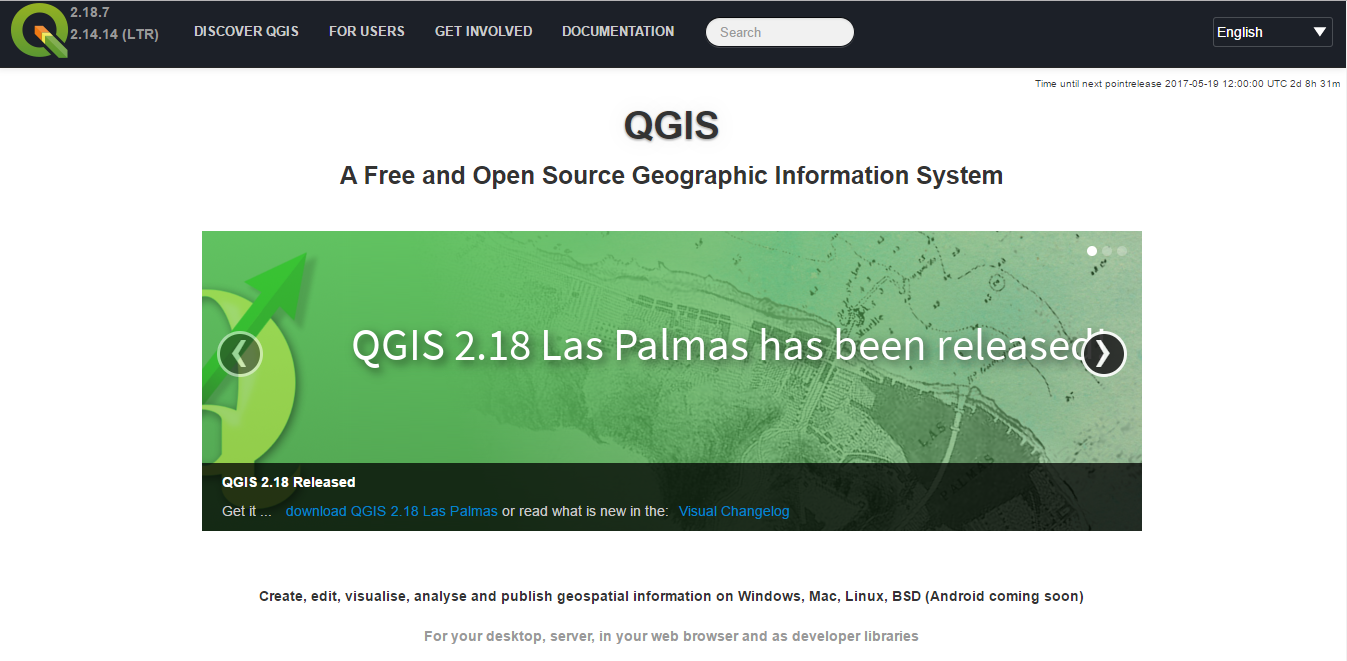 2.18.7
2.14.14 (LTR)
DISCOVER QGIS FOR USERS GET INVOLVED DOCUMENTATION Search English
Time until next pointrelease 2017-05-19 12:00:00 UTC 2d 8h 31m
QGIS
A Free and Open Source Geographic Information System
QGIS 2.18 Las Palmas has been released
LAS
PALMAS
QGIS 2.18 Released
Get it ... download QGIS 2.18 Las Palmas or read what is new in the: Visual Changelog
Create, edit, visualise, analyse and publish geospatial information on Windows, Mac, Linux, BSD (Android coming soon)
For your desktop, server, in your web browser and as developer libraries